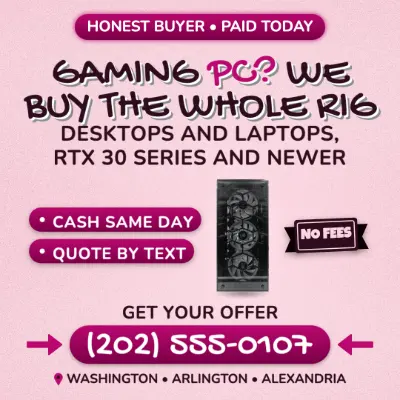 HONEST BUYER • PAID TODAY
GAMING PC? WE
BUY THE WHOLE RIG
DESKTOPS AND LAPTOPS,
RTX 30 SERIES AND NEWER
• CASH SAME DAY
• QUOTE BY TEXT
NO FEES
GET YOUR OFFER
(202) 555-0107
WASHINGTON • ARLINGTON • ALEXANDRIA